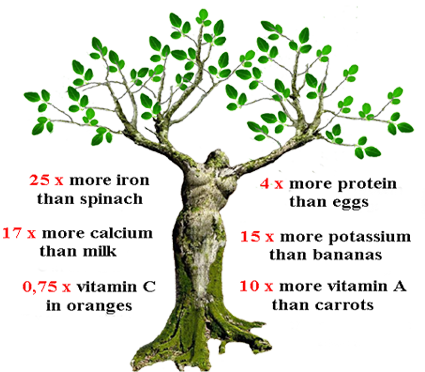 25 x more iron
than spinach
17 x more calcium
than milk
0,75 x vitamin C
in oranges
4 x more protein
than eggs
15 x more potassium
than bananas
10 x more vitamin A
than carrots